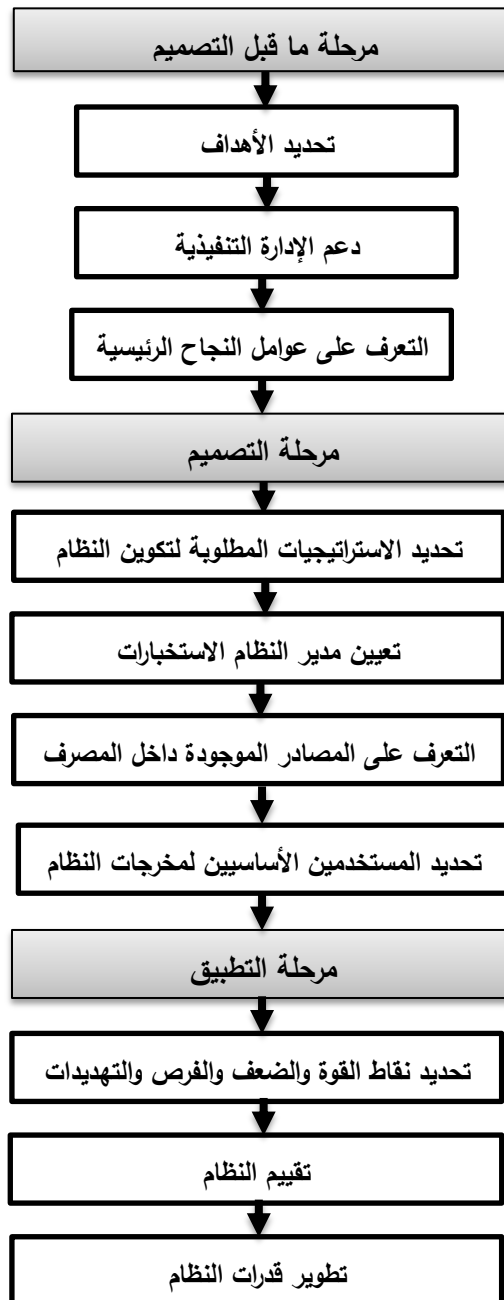 مرحلة ما قبل التصميم
تحديد الأهداف
دعم الإدارة التنفيذية
التعرف على عوامل النجاح الرئيسية
مرحلة التصميم
تحديد الاستراتيجيات المطلوبة لتكوين النظام
تعيين مدير النظام الاستخبارات
التعرف على المصادر الموجودة داخل المصرف
تحديد المستخدمين الأساسيين لمخرجات النظام
مرحلة التطبيق
تحديد نقاط القوة والضعف والفرص والتهديدات
تقييم النظام
تطوير قدرات النظام